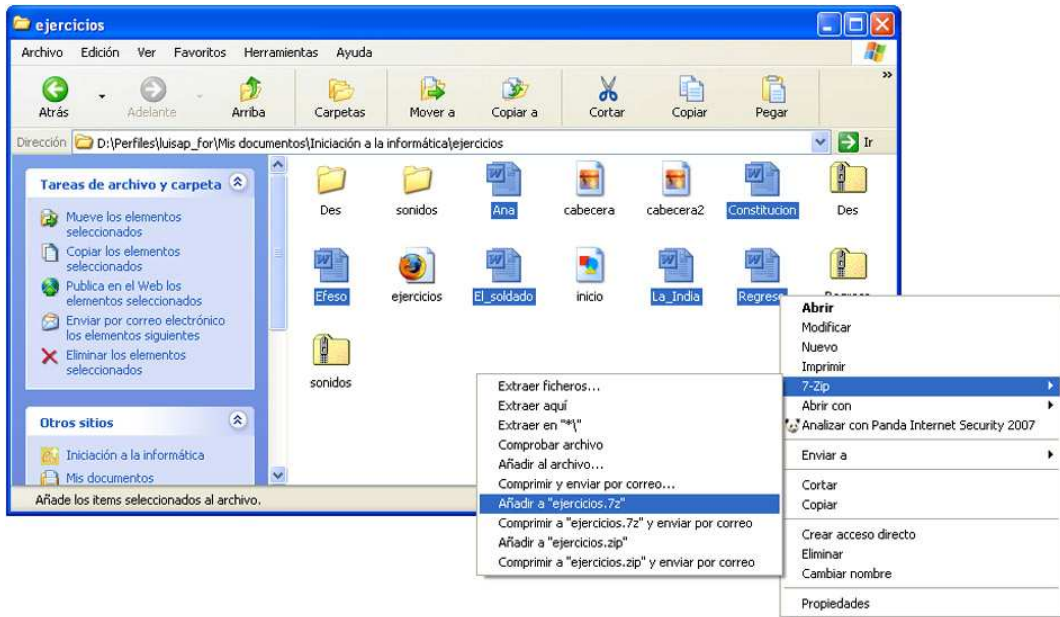 ejercicios
Archivo Edición Ver Favoritos Herramientas Ayuda
Atrás Adelante Arriba Carpetas Mover a Copiar a Cortar Copiar Pegar »
Dirección D:\Perfiles\luisap_for\Mis documentos\Iniciación a la informática\ejercicios Ir
Tareas de archivo y carpeta
Mueve los elementos
seleccionados
Copiar los elementos
seleccionados
Publica en el Web los
elementos seleccionados
Enviar por correo electrónico
los elementos siguientes
Eliminar los elementos
seleccionados
Otros sitios
Iniciación a la informática
Mis documentos
Des sonidos Ana cabecera cabecera2 Constitucion Des
Efeso ejercicios El_soldado inicio La_India Regreso
sonidos
Añade los items seleccionados al archivo.
Abrir
Modificar
Nuevo
Imprimir
7-Zip
Abrir con
Analizar con Panda Internet Security 2007
Enviar a
Cortar
Copiar
Crear acceso directo
Eliminar
Cambiar nombre
Propiedades
Extraer ficheros...
Extraer aquí
Extraer en "*\"
Comprobar archivo
Añadir al archivo...
Comprimir y enviar por correo...
Añadir a "ejercicios.7z"
Comprimir a "ejercicios.7z" y enviar por correo
Añadir a "ejercicios.zip"
Comprimir a "ejercicios.zip" y enviar por correo